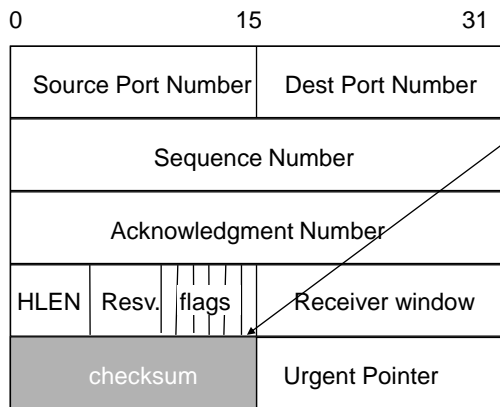 0 15 31
Source Port Number Dest Port Number
Sequence Number
Acknowledgment Number
HLEN Resv. flags Receiver window
checksum Urgent Pointer